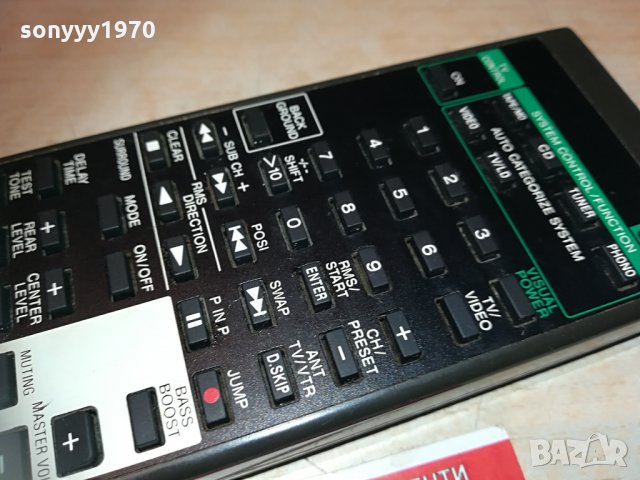 sonyyy1970
TV
CONTROL
ON
SYSTEM CONTROL/FUNCTION
VIDEO
TAPE/MD
CD
TUNER
PHONO
TV/LD
AUTO CATEGORIZE SYSTEM
VISUAL
POWER
TV/
VIDEO
BACK
GROUND
1
2
3
4
5
6
7
8
9
0
+·-
SHIFT
>10
ENTER
RMS/
START
CH/
PRESET
+
−
- SUB CH +
CLEAR
RMS
DIRECTION
POSI
SWAP
P IN P
ANT
TV/VTR
D.SKIP
JUMP
SURROUND
DELAY
TIME
TEST
TONE
MODE
REAR
LEVEL
+
ON/OFF
CENTER
LEVEL
+
BASS
BOOST
MUTING
MASTER VO
+
−
ЕНТИ
BAZAR